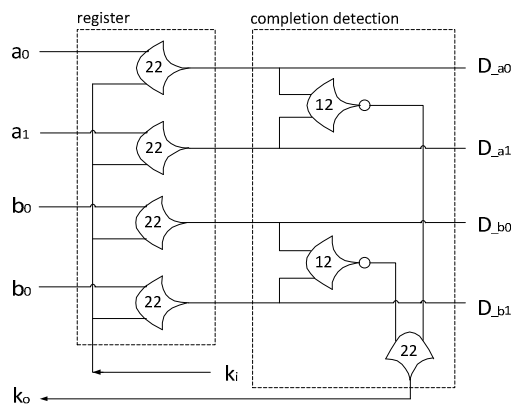 register
completion detection
a0
22
D_a0
12
a1
22
D_a1
b0
22
D_b0
12
b0
22
D_b1
22
ki
ko